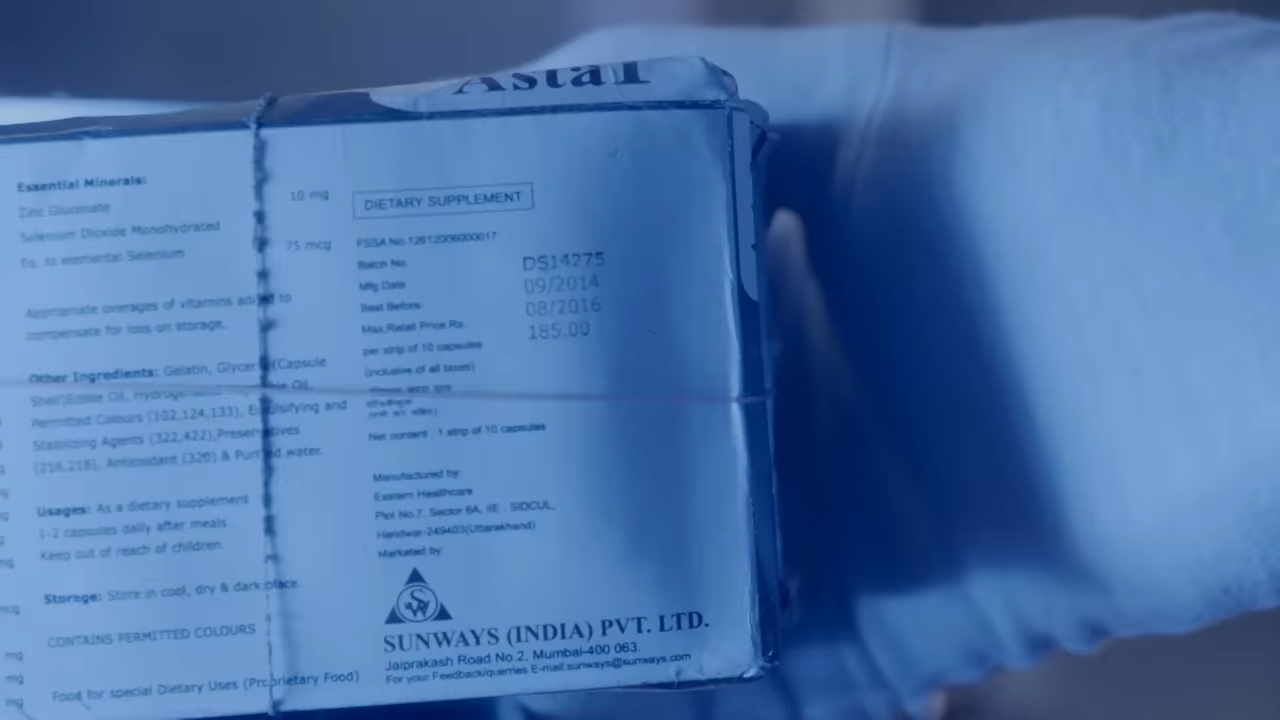 Essential Minerals:
Zinc Gluconate 10 mg
Selenium Dioxide Monohydrated
Eq. to elemental Selenium 75 mcg
Appropriate overages of vitamins added to
compensate for loss on storage.
Other Ingredients: Gelatin, (Capsule
Shell)Edible Oil, Oil,
Permitted Colours (102,124,133), Emulsifying and
Stabilizing Agents (322,422),Preservatives
(216,218), Antioxidant (320) & Purified water.
Usages: As a dietary supplement
1-2 capsules daily after meals .
Keep out of reach of children.
Storage: Store in cool, dry & dark place.
CONTAINS PERMITTED COLOURS
Food for special Dietary Uses (Proprietary Food)
DIETARY SUPPLEMENT
FSSA No.12612006000017
Batch No. DS14275
Mfg Date 09/2014
Best Before 08/2016
Max.Retail Price Rs. 185.00
per strip of 10 capsules
(inclusive of all taxes)
Net content : 1 strip of 10 capsules
Manufactured by:
Eastern Healthcare
Plot No.7, Sector 6A, IIE , SIDCUL,
Haridwar-249403(Uttarakhand)
Marketed by:
SUNWAYS (INDIA) PVT. LTD.
Jaiprakash Road No.2, Mumbai-400 063.
For your Feedback/querries E-mail:sunways@sunways.com